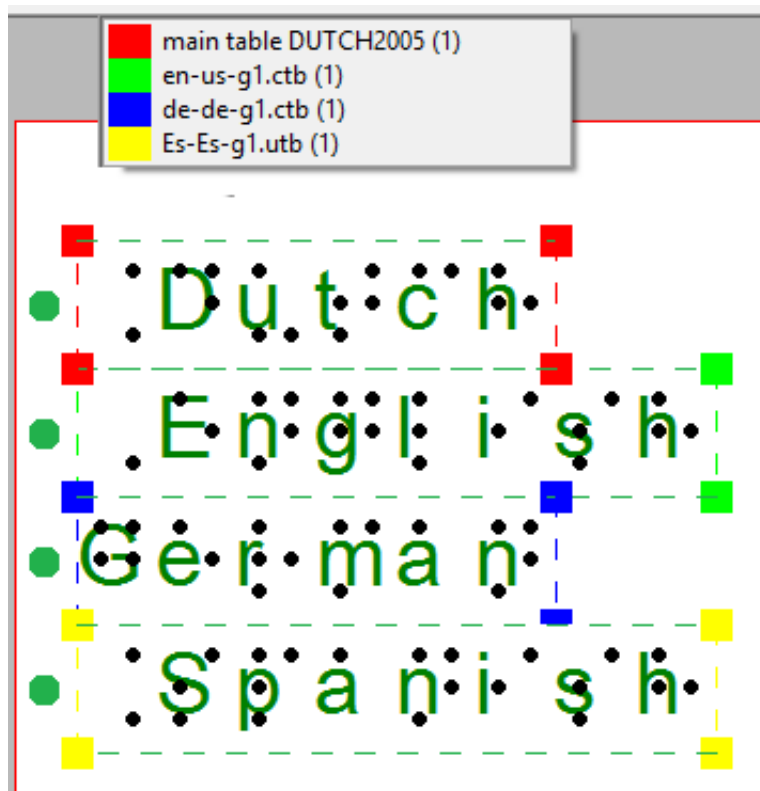 main table DUTCH2005 (1)
en-us-g1.ctb (1)
de-de-g1.ctb (1)
Es-Es-g1.utb (1)
Dutch
English
German
Spanish